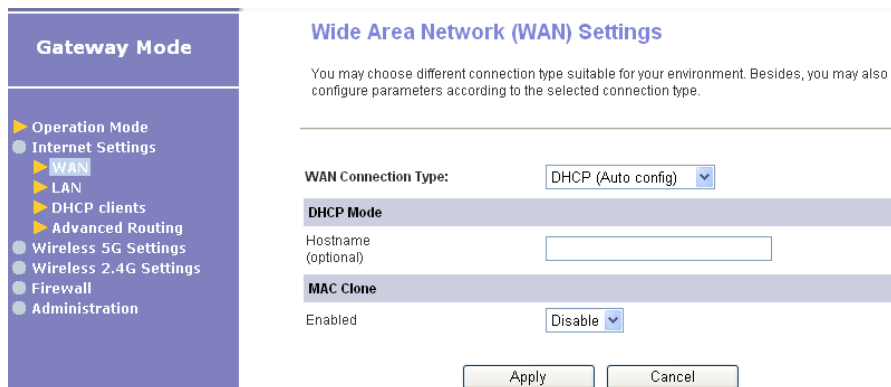 Gateway Mode
Operation Mode
Internet Settings
WAN
LAN
DHCP clients
Advanced Routing
Wireless 5G Settings
Wireless 2.4G Settings
Firewall
Administration
Wide Area Network (WAN) Settings
You may choose different connection type suitable for your environment. Besides, you may also
configure parameters according to the selected connection type.
WAN Connection Type: DHCP (Auto config)
DHCP Mode
Hostname
(optional)
MAC Clone
Enabled Disable
Apply Cancel